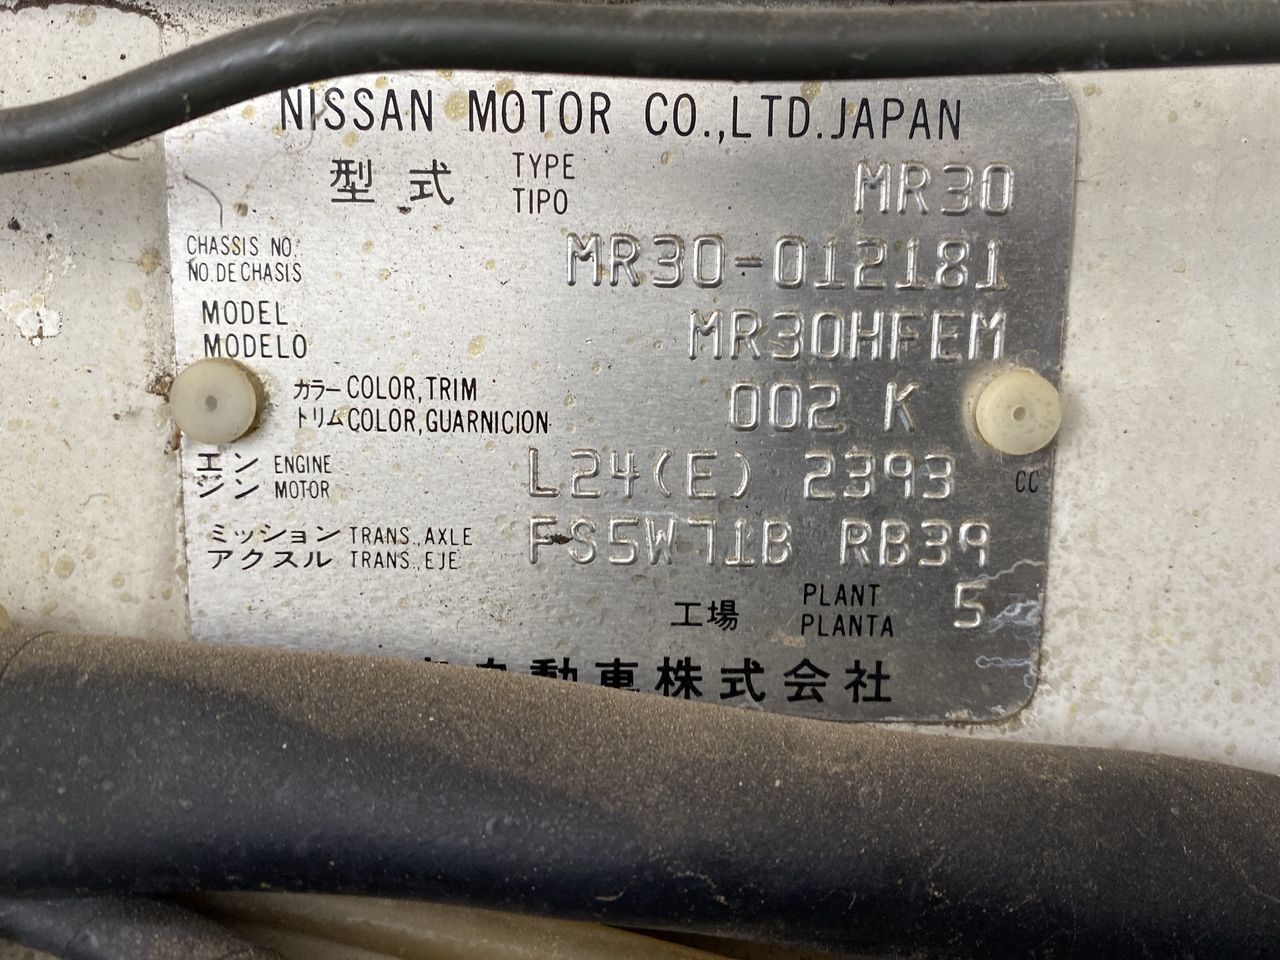 NISSAN MOTOR CO.,LTD.JAPAN
型式 TYPE TIPO MR30
CHASSIS NO. NO.DECHASIS MR30-012181
MODEL MODELO MR30HFEM
カラー COLOR,TRIM
トリム COLOR,GUARNICION 002 K
エンジン ENGINE MOTOR L24(E) 2393 CC
ミッション TRANS.,AXLE
アクスル TRANS.,EJE FS5W71B RB39
工場 PLANT PLANTA 5
自動車株式会社